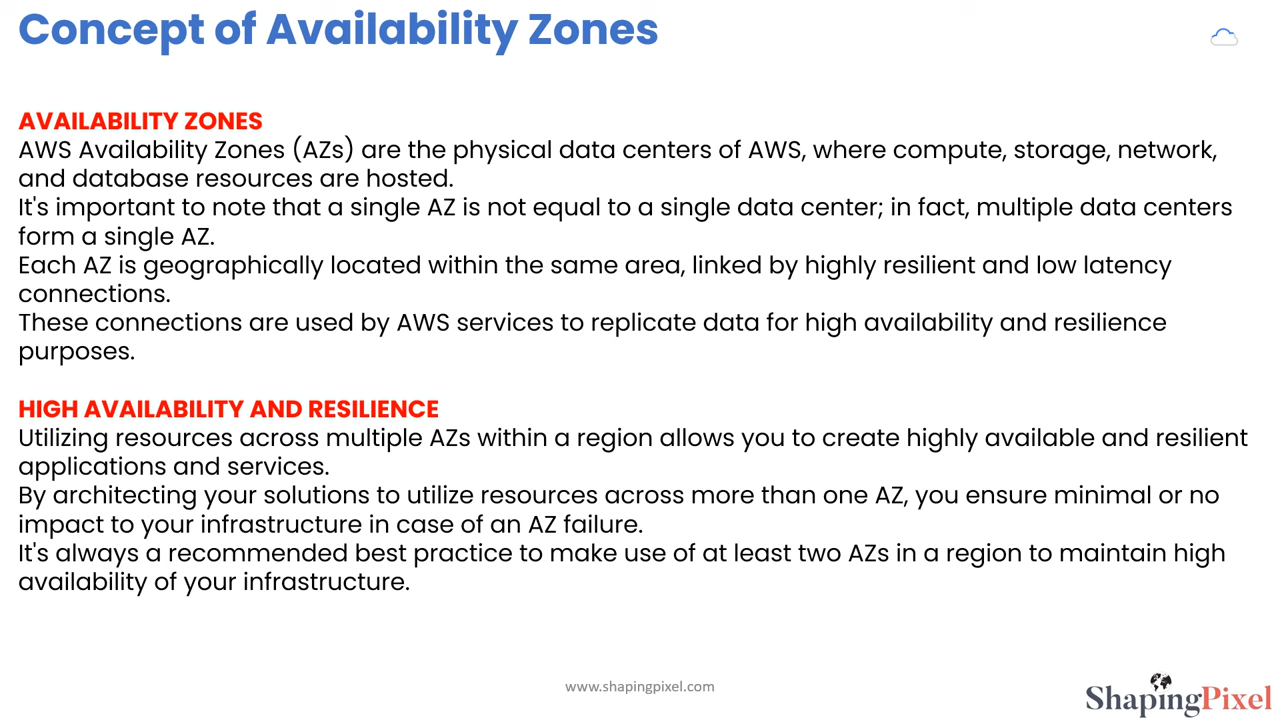 Concept of Availability Zones
AVAILABILITY ZONES
AWS Availability Zones (AZs) are the physical data centers of AWS, where compute, storage, network,
and database resources are hosted.
It's important to note that a single AZ is not equal to a single data center; in fact, multiple data centers
form a single AZ.
Each AZ is geographically located within the same area, linked by highly resilient and low latency
connections.
These connections are used by AWS services to replicate data for high availability and resilience
purposes.
HIGH AVAILABILITY AND RESILIENCE
Utilizing resources across multiple AZs within a region allows you to create highly available and resilient
applications and services.
By architecting your solutions to utilize resources across more than one AZ, you ensure minimal or no
impact to your infrastructure in case of an AZ failure.
It's always a recommended best practice to make use of at least two AZs in a region to maintain high
availability of your infrastructure.
www.shapingpixel.com
ShapingPixel